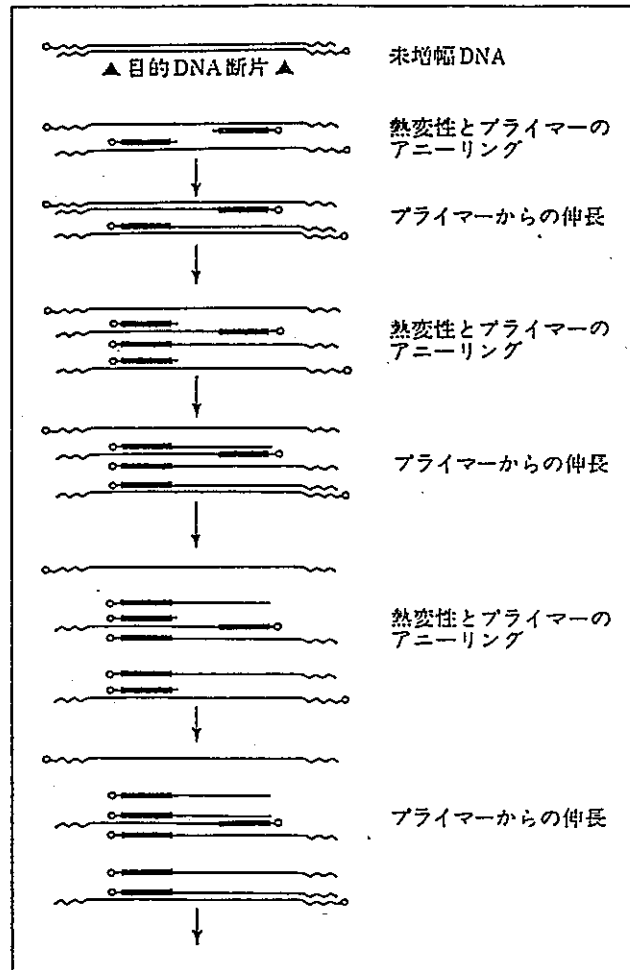 未増幅DNA
▲目的DNA断片▲
熱変性とプライマーの
アニーリング
プライマーからの伸長
熱変性とプライマーの
アニーリング
プライマーからの伸長
熱変性とプライマーの
アニーリング
プライマーからの伸長